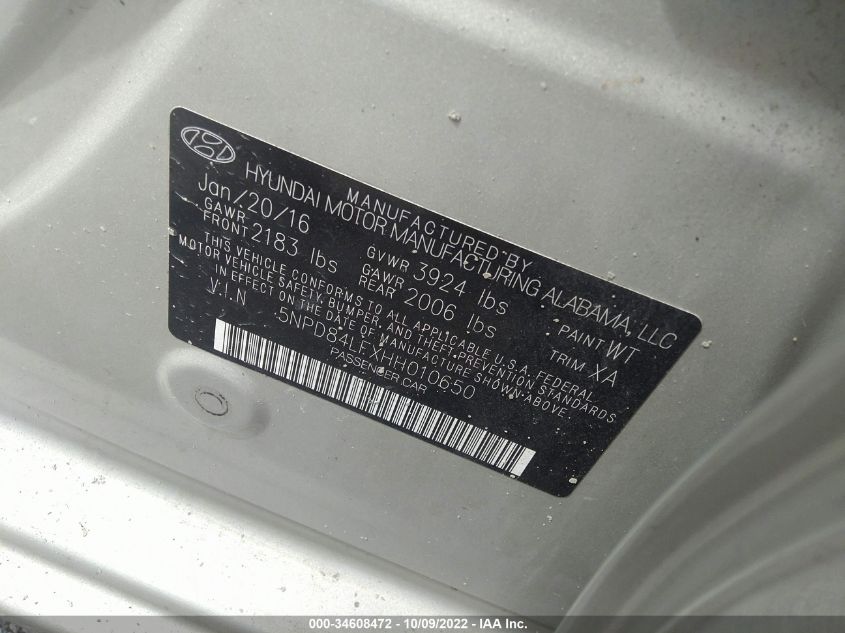 MANUFACTURED BY
HYUNDAI MOTOR MANUFACTURING ALABAMA, LLC
Jan/20/16 GVWR 3924 lbs PAINT WT
GAWR FRONT 2183 lbs GAWR REAR 2006 lbs TRIM XA
THIS VEHICLE CONFORMS TO ALL APPLICABLE U.S.A. FEDERAL
MOTOR VEHICLE SAFETY, BUMPER, AND THEFT PREVENTION STANDARDS
IN EFFECT ON THE DATE OF MANUFACTURE SHOWN ABOVE.
V.I.N 5NPD84LFXHH010650
PASSENGER CAR
000-34608472 - 10/09/2022 - IAA Inc.